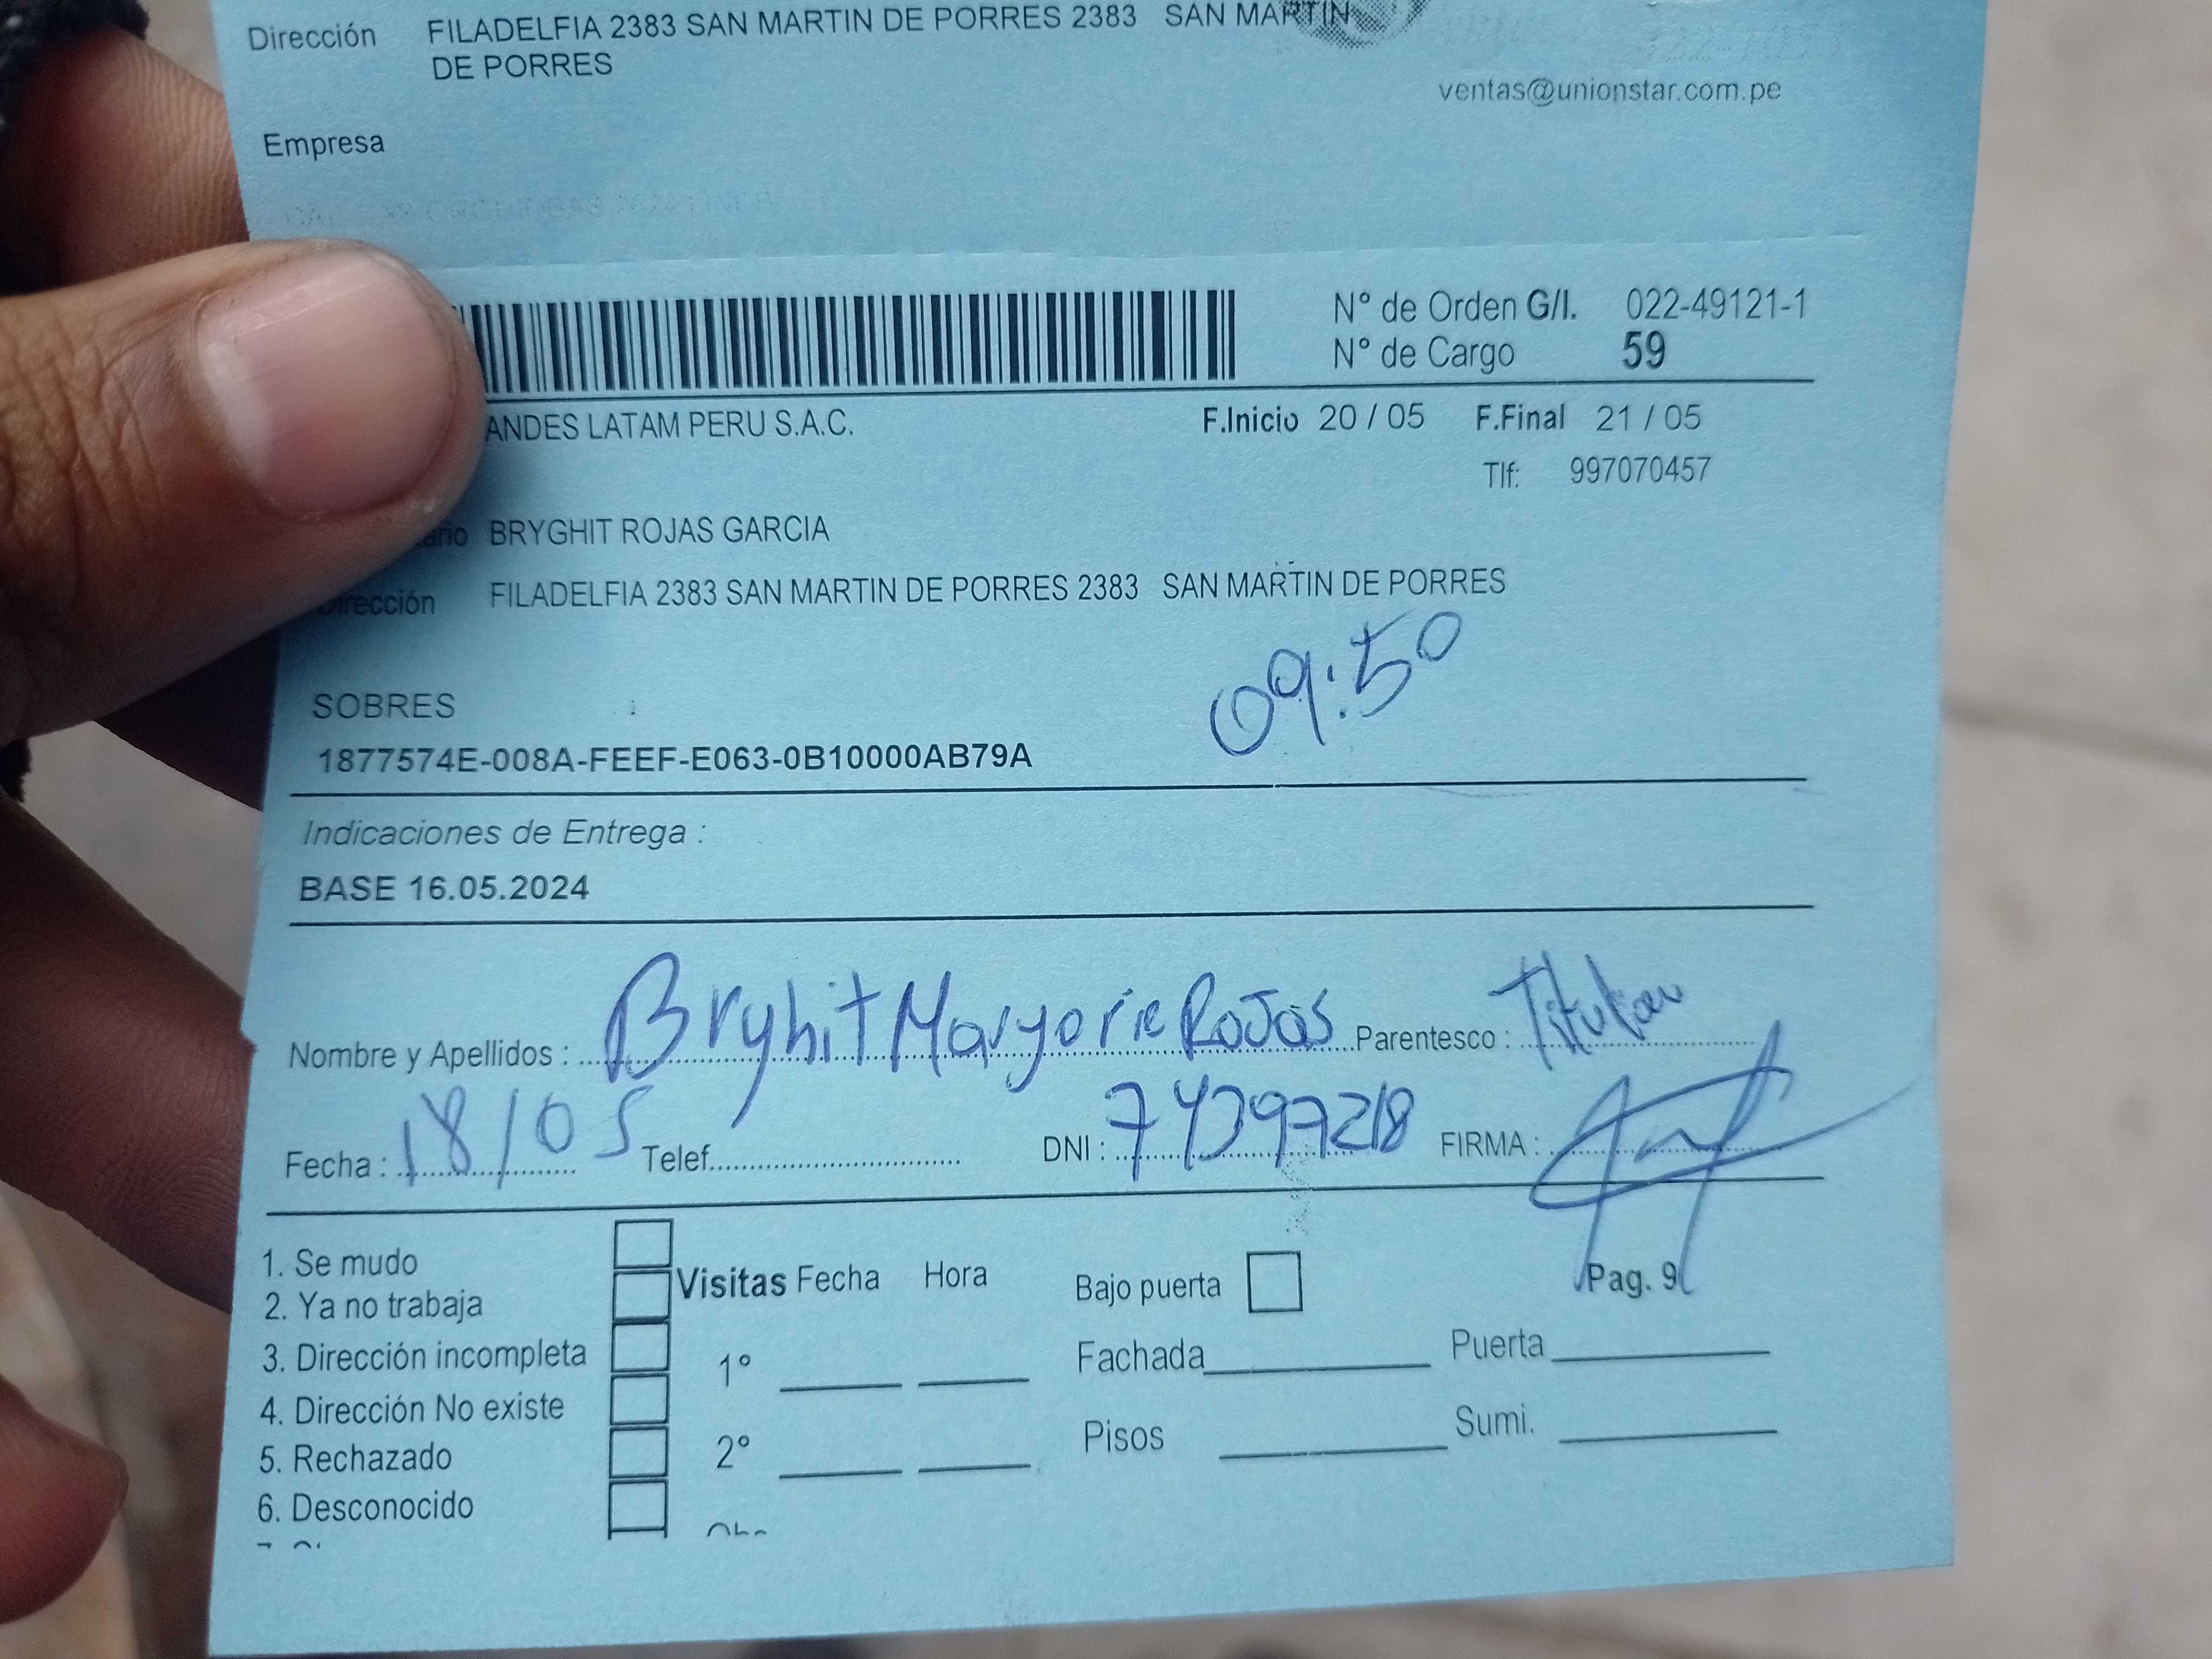 Dirección FILADELFIA 2383 SAN MARTIN DE PORRES 2383 SAN MARTIN
DE PORRES
ventas@unionstar.com.pe
Empresa
N° de Orden G/I. 022-49121-1
N° de Cargo 59
ANDES LATAM PERU S.A.C. F.Inicio 20 / 05 F.Final 21 / 05
Tlf: 997070457
BRYGHIT ROJAS GARCIA
Dirección FILADELFIA 2383 SAN MARTIN DE PORRES 2383 SAN MARTIN DE PORRES
09:50
SOBRES
1877574E-008A-FEEF-E063-0B10000AB79A
Indicaciones de Entrega :
BASE 16.05.2024
Nombre y Apellidos : Bryhit Maryorie Rojas Parentesco : Titular
Fecha : 18/05 Telef. DNI : FIRMA :
1. Se mudo
2. Ya no trabaja
3. Dirección incompleta
4. Dirección No existe
5. Rechazado
6. Desconocido
Visitas Fecha Hora
1°
2°
Bajo puerta Pag. 9
Fachada Puerta
Pisos Sumi.